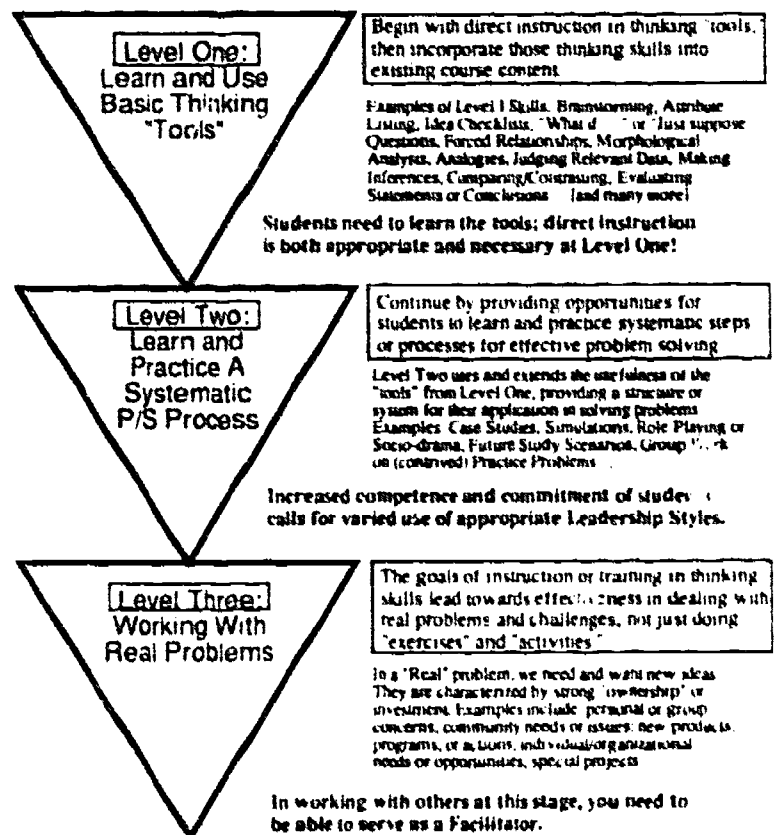 Level One:
Learn and Use
Basic Thinking
"Tools"
Begin with direct instruction in thinking "tools,"
then incorporate those thinking skills into
existing course content
Examples of Level I Skills, Brainstorming, Attribute
Listing, Idea Checklists, "What if " or "Just suppose
Questions, Forced Relationships, Morphological
Analysis, Analogies, Judging Relevant Data, Making
Inferences, Comparing/Contrasting, Evaluating
Statements or Conclusions [and many more]
Students need to learn the tools; direct instruction
is both appropriate and necessary at Level One!
Level Two:
Learn and
Practice A
Systematic
P/S Process
Continue by providing opportunities for
students to learn and practice systematic steps
or processes for effective problem solving
Level Two uses and extends the usefulness of the
"tools" from Level One, providing a structure or
system for their application in solving problems
Examples Case Studies, Simulations, Role Playing or
Socio-drama, Future Study Scenarios, Group
on (contrived) Practice Problems
Increased competence and commitment of
calls for varied use of appropriate Leadership Styles.
Level Three:
Working With
Real Problems
The goals of instruction or training in thinking
skills lead towards effectiveness in dealing with
real problems and challenges, not just doing
"exercises" and "activities "
In a "Real" problem, we need and want new ideas
They are characterized by strong "ownership" or
investment. Examples include personal or group
concerns, community needs or issues; new products,
programs, or actions, individual/organizational
needs or opportunities, special projects
In working with others at this stage, you need to
be able to serve as a Facilitator.